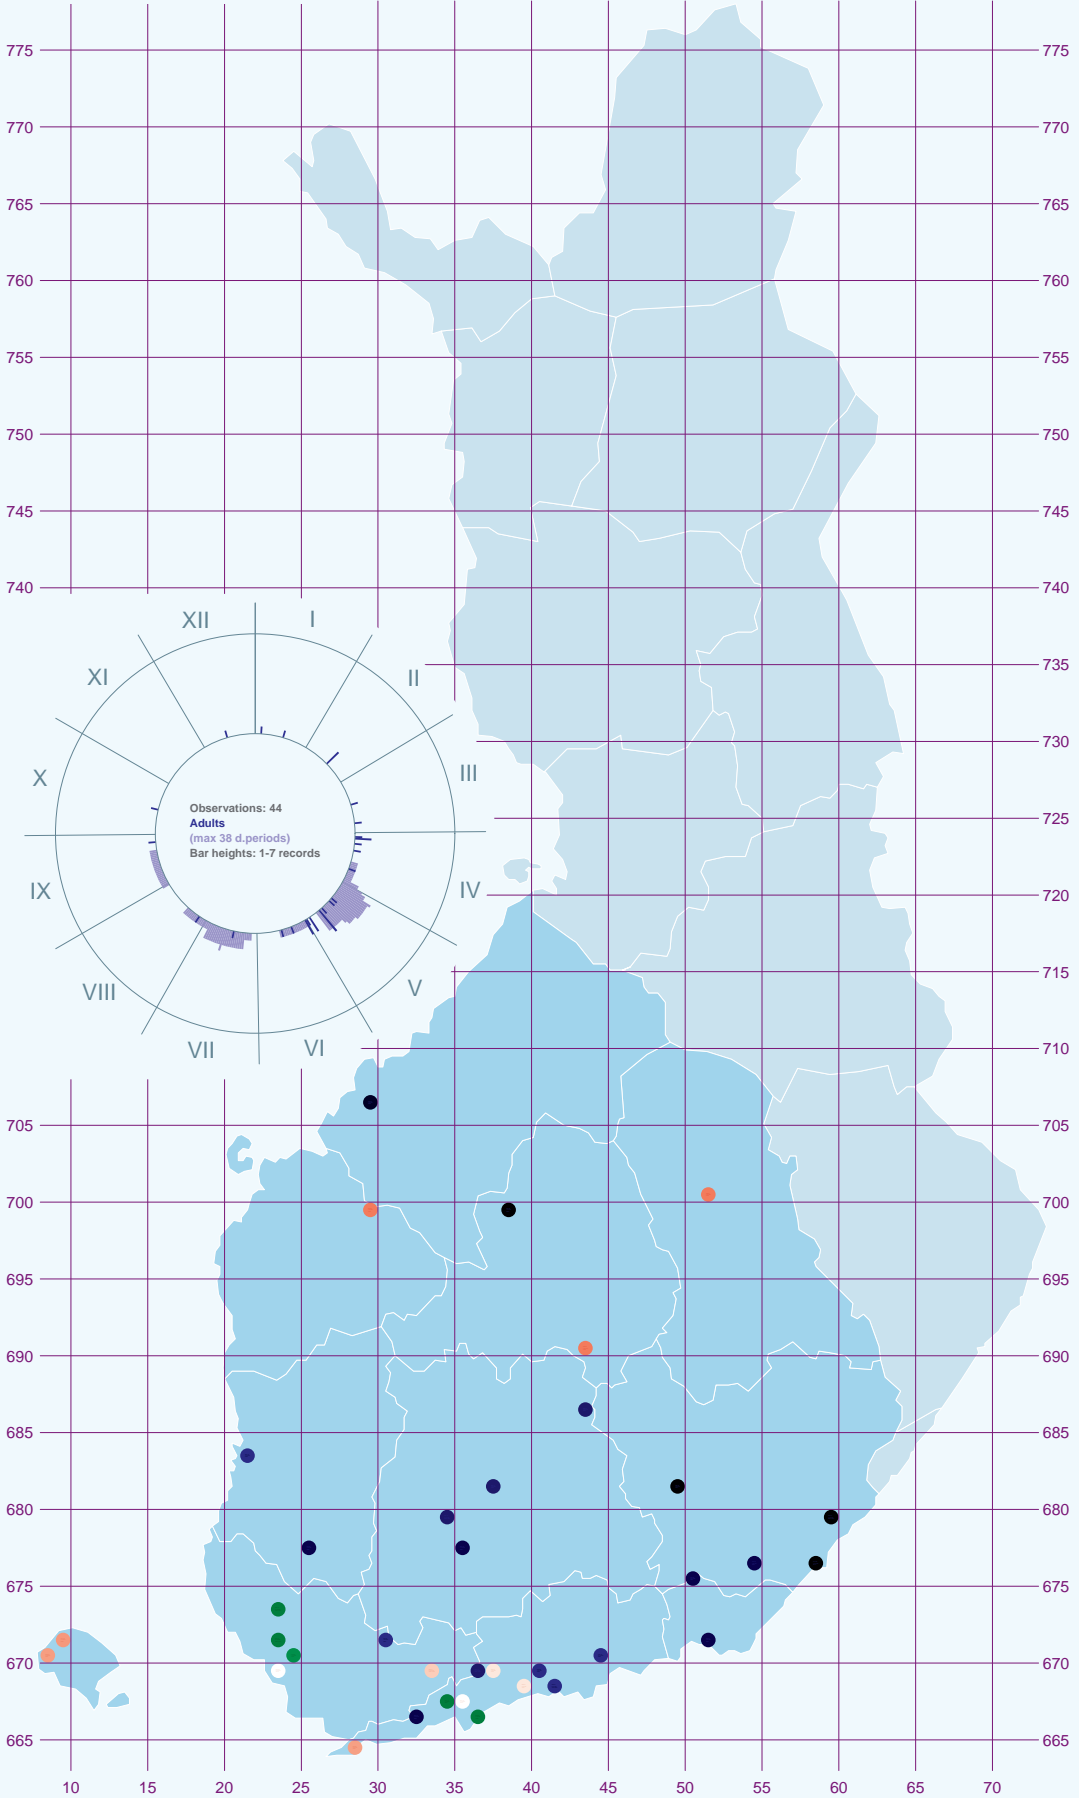 775 775
770 770
765 765
760 760
755 755
750 750
745 745
740 740
735
730
725
720
715
710
705 705
700 700
695 695
690 690
685 685
680 680
675 675
670 670
665 665
XII I
XI II
X III
IX IV
VIII V
VII VI
Observations: 44
Adults
(max 38 d.periods)
Bar heights: 1-7 records
10 15 20 25 30 35 40 45 50 55 60 65 70